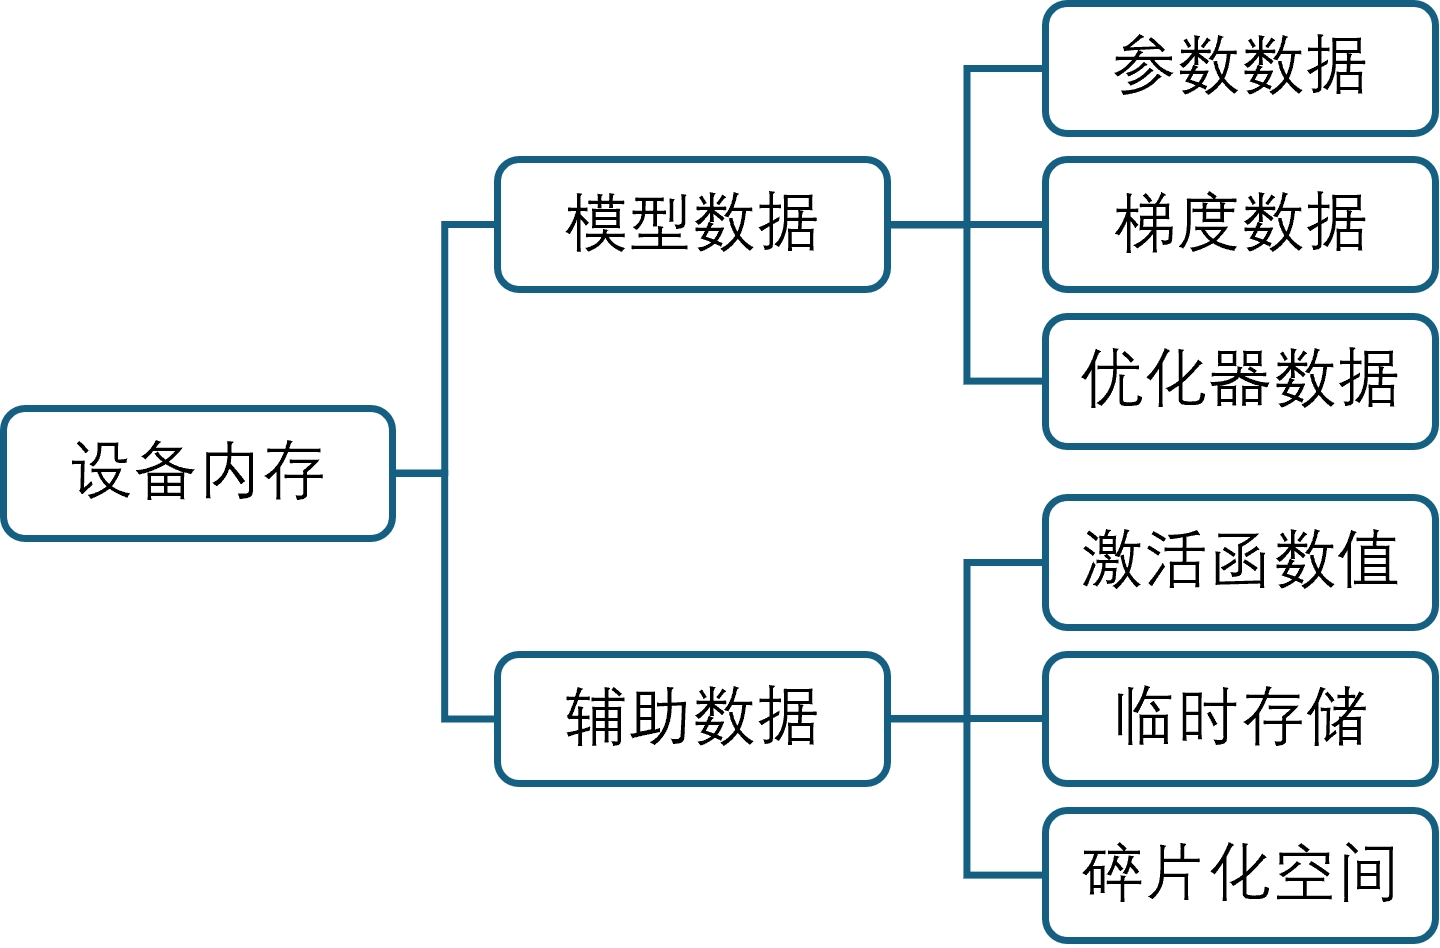 设备内存
模型数据
参数数据
梯度数据
优化器数据
辅助数据
激活函数值
临时存储
碎片化空间